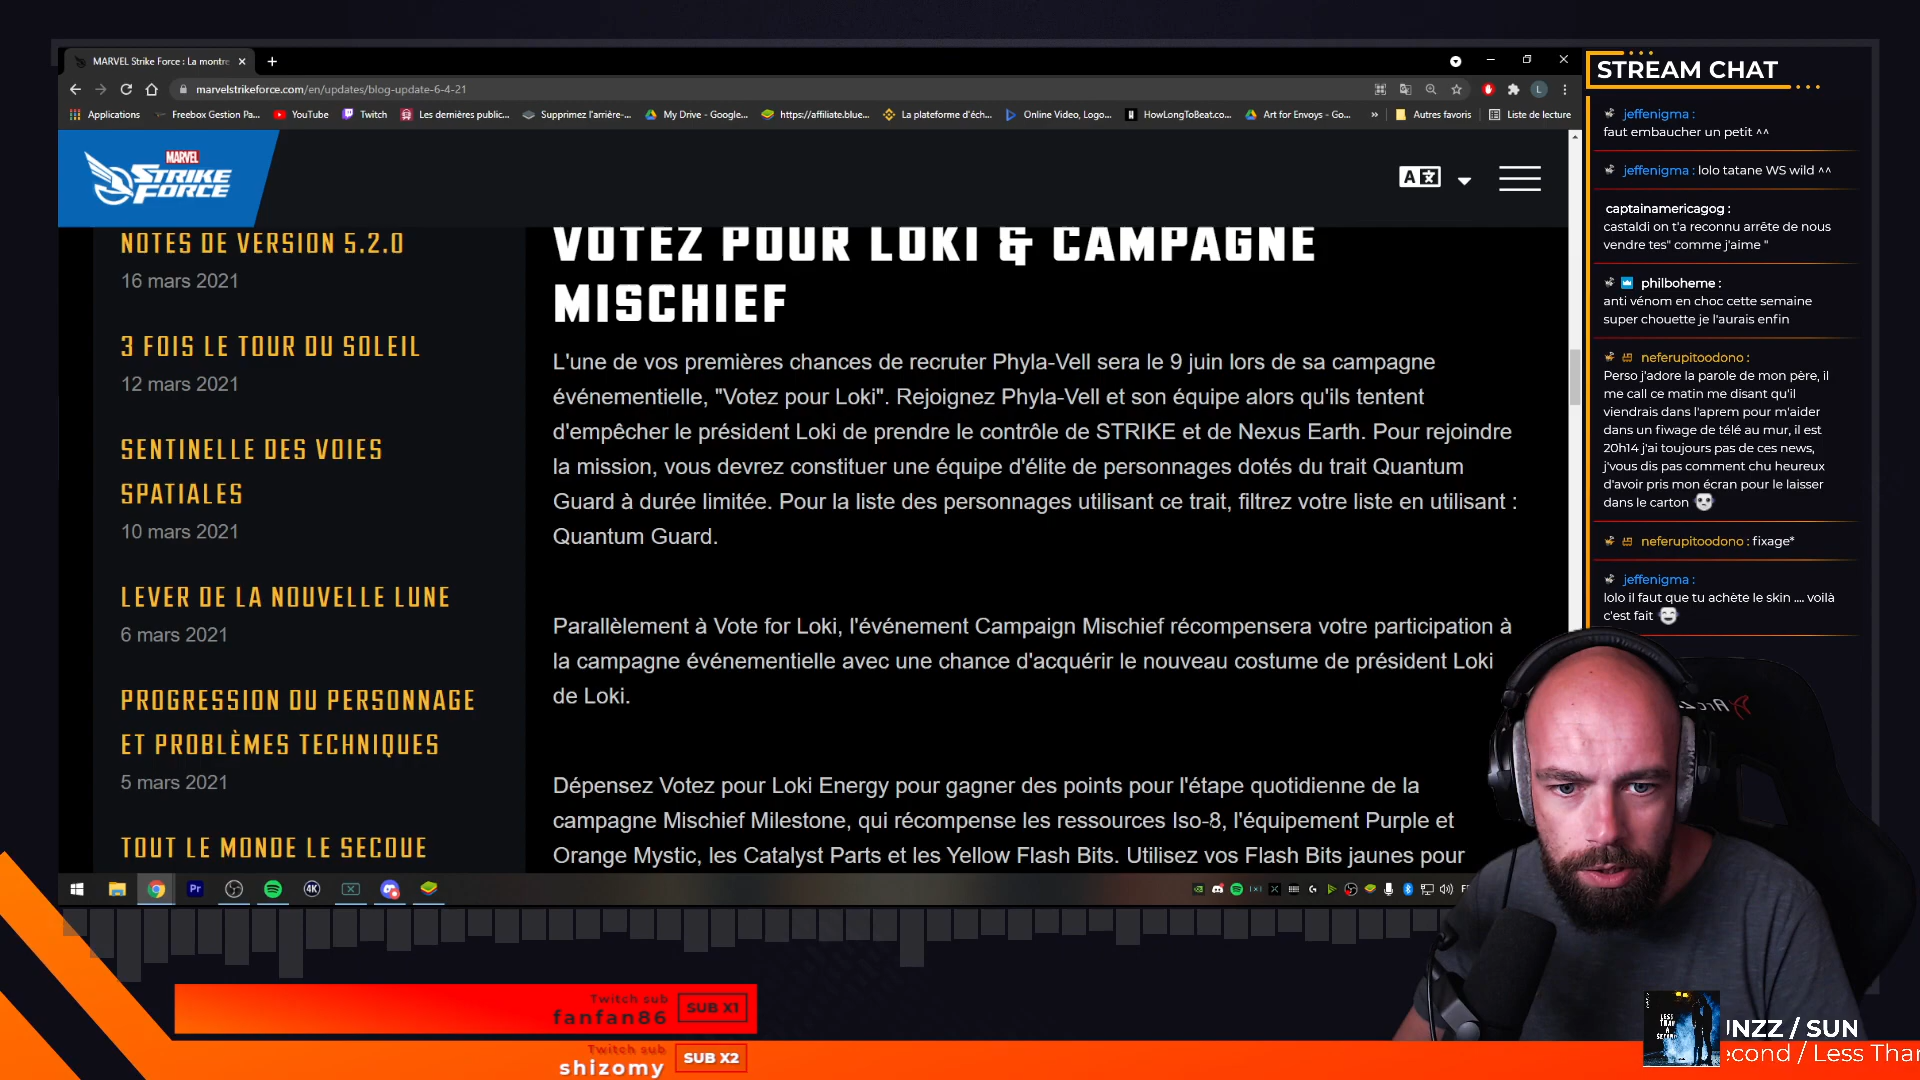 MARVEL Strike Force : La montre
marvelstrikeforce.com/en/updates/blog-update-6-4-21
Applications
Freebox Gestion Pa...
YouTube
Twitch
Les dernières public...
Supprimez l'arrière-...
My Drive - Google...
https://affiliate.blue...
La plateforme d'éch...
Online Video, Logo...
HowLongToBeat.co...
Art for Envoys - Go...
»
Autres favoris
Liste de lecture
MARVEL
STRIKE
FORCE
NOTES DE VERSION 5.2.0
16 mars 2021
3 FOIS LE TOUR DU SOLEIL
12 mars 2021
SENTINELLE DES VOIES
SPATIALES
10 mars 2021
LEVER DE LA NOUVELLE LUNE
6 mars 2021
PROGRESSION DU PERSONNAGE
ET PROBLÈMES TECHNIQUES
5 mars 2021
TOUT LE MONDE LE SECOUE
VOTEZ POUR LOKI & CAMPAGNE
MISCHIEF
L'une de vos premières chances de recruter Phyla-Vell sera le 9 juin lors de sa campagne
événementielle, "Votez pour Loki". Rejoignez Phyla-Vell et son équipe alors qu'ils tentent
d'empêcher le président Loki de prendre le contrôle de STRIKE et de Nexus Earth. Pour rejoindre
la mission, vous devrez constituer une équipe d'élite de personnages dotés du trait Quantum
Guard à durée limitée. Pour la liste des personnages utilisant ce trait, filtrez votre liste en utilisant :
Quantum Guard.
Parallèlement à Vote for Loki, l'événement Campaign Mischief récompensera votre participation à
la campagne événementielle avec une chance d'acquérir le nouveau costume de président Loki
de Loki.
Dépensez Votez pour Loki Energy pour gagner des points pour l'étape quotidienne de la
campagne Mischief Milestone, qui récompense les ressources Iso-8, l'équipement Purple et
Orange Mystic, les Catalyst Parts et les Yellow Flash Bits. Utilisez vos Flash Bits jaunes pour
STREAM CHAT
jeffenigma :
faut embaucher un petit ^^
jeffenigma : lolo tatane WS wild ^^
captainamericagog :
castaldi on t'a reconnu arrête de nous
vendre tes" comme j'aime "
philboheme :
anti vénom en choc cette semaine
super chouette je l'aurais enfin
neferupitoodono :
Perso j'adore la parole de mon père, il
me call ce matin me disant qu'il
viendrais dans l'aprem pour m'aider
dans un fiwage de télé au mur, il est
20h14 j'ai toujours pas de ces news,
j'vous dis pas comment chu heureux
d'avoir pris mon écran pour le laisser
dans le carton
neferupitoodono : fixage*
jeffenigma :
lolo il faut que tu achète le skin .... voilà
c'est fait
Twitch sub
fanfan86
SUB X1
Twitch sub
shizomy
SUB X2
LESS
THAN
A
SECOND
NZZ / SUN
econd / Less Than